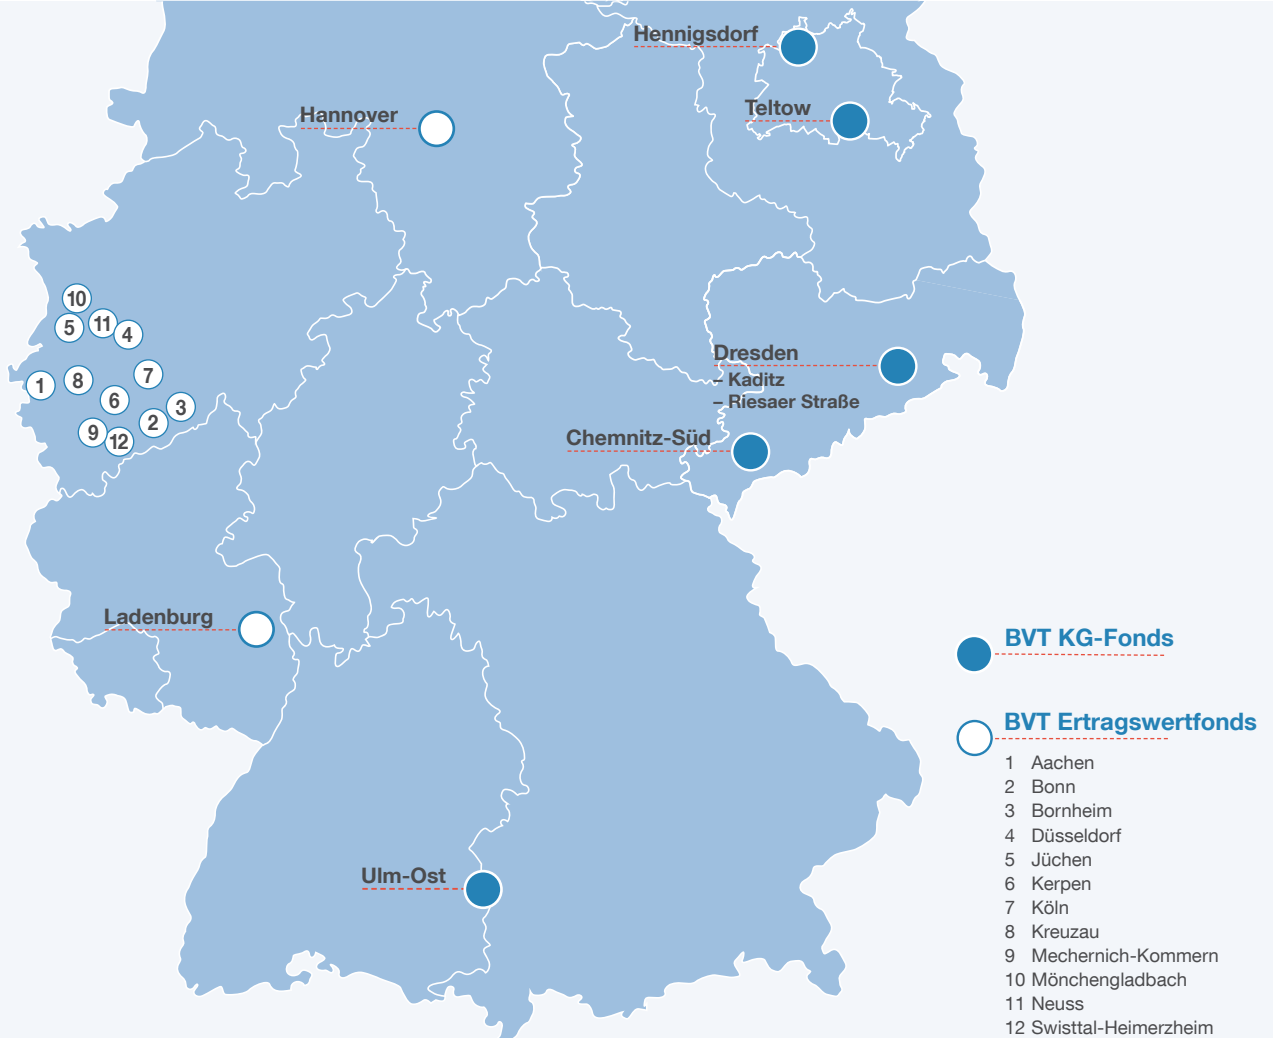 Hennigsdorf
Teltow
Hannover
10
5
11
4
1
8
7
6
3
2
9
12
Dresden
– Kaditz
– Riesaer Straße
Chemnitz-Süd
Ladenburg
Ulm-Ost
BVT KG-Fonds
BVT Ertragswertfonds
1 Aachen
2 Bonn
3 Bornheim
4 Düsseldorf
5 Jüchen
6 Kerpen
7 Köln
8 Kreuzau
9 Mechernich-Kommern
10 Mönchengladbach
11 Neuss
12 Swisttal-Heimerzheim